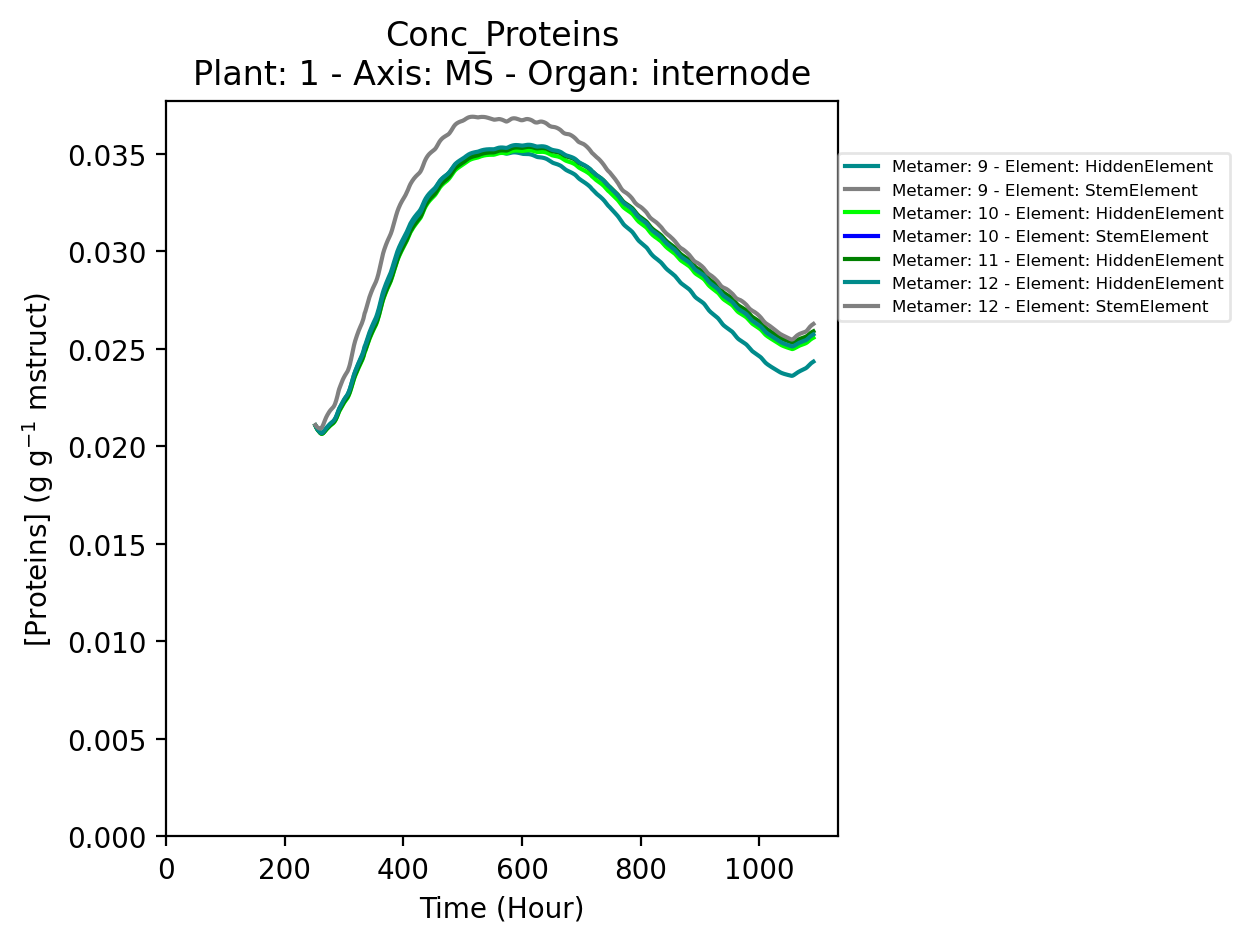 Conc_Proteins
Plant: 1 - Axis: MS - Organ: internode
[Proteins] (g g⁻¹ mstruct)
0.035
0.030
0.025
0.020
0.015
0.010
0.005
0.000
0 200 400 600 800 1000
Time (Hour)
Metamer: 9 - Element: HiddenElement
Metamer: 9 - Element: StemElement
Metamer: 10 - Element: HiddenElement
Metamer: 10 - Element: StemElement
Metamer: 11 - Element: HiddenElement
Metamer: 12 - Element: HiddenElement
Metamer: 12 - Element: StemElement